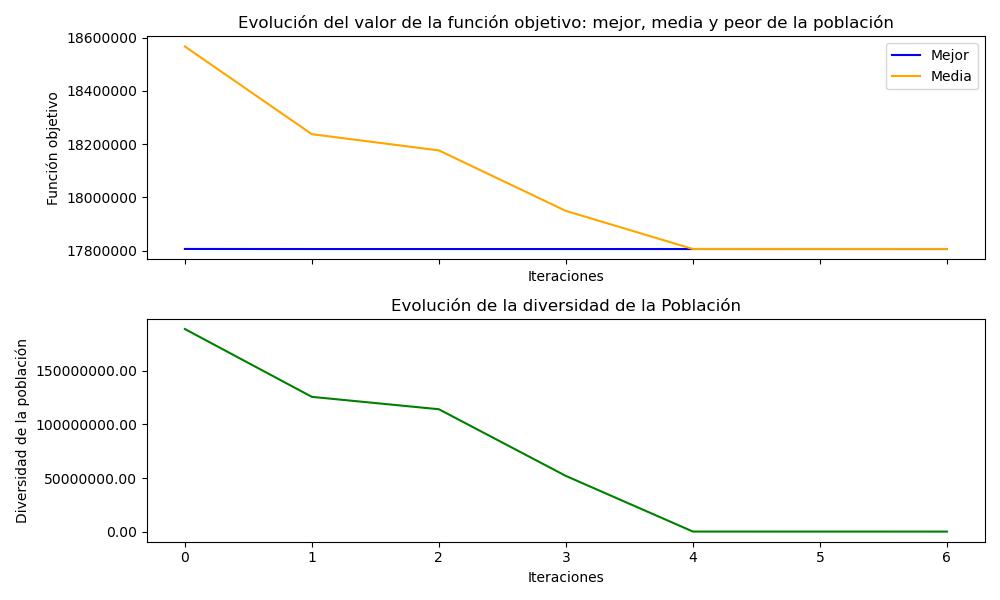 Evolución del valor de la función objetivo: mejor, media y peor de la población
18600000
18400000
18200000
18000000
17800000
Función objetivo
Mejor
Media
Iteraciones
Evolución de la diversidad de la Población
150000000.00
100000000.00
50000000.00
0.00
Diversidad de la población
0 1 2 3 4 5 6
Iteraciones